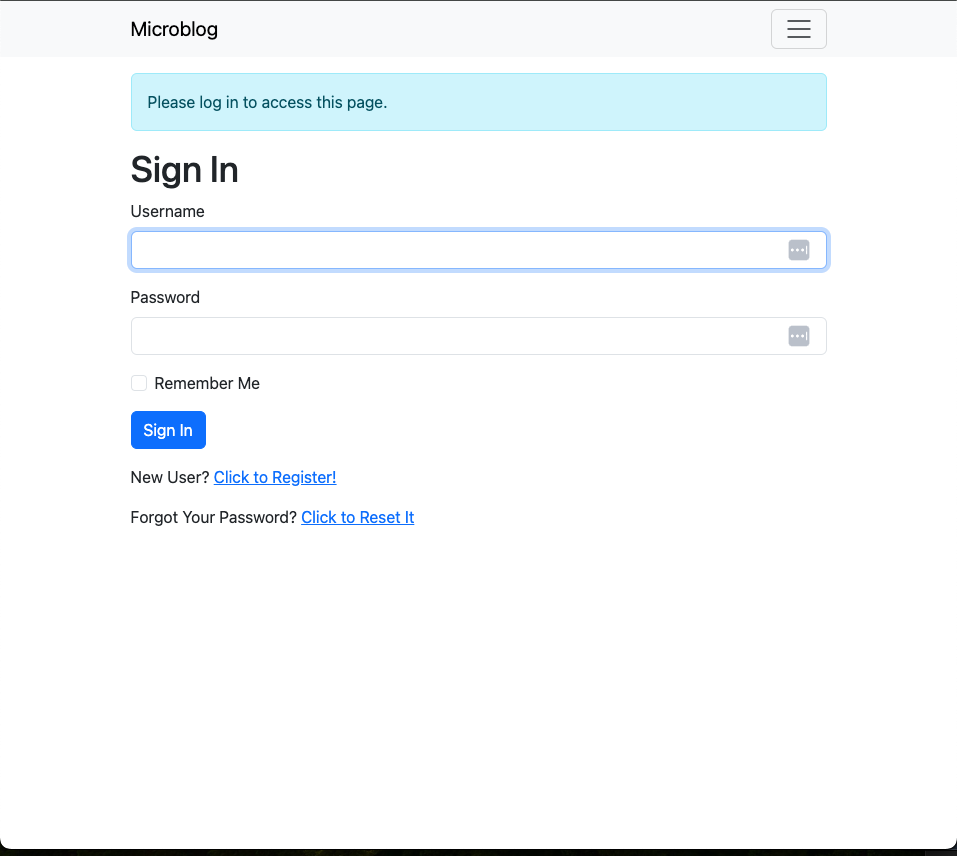 Microblog
Please log in to access this page.
Sign In
Username
Password
Remember Me
Sign In
New User? Click to Register!
Forgot Your Password? Click to Reset It